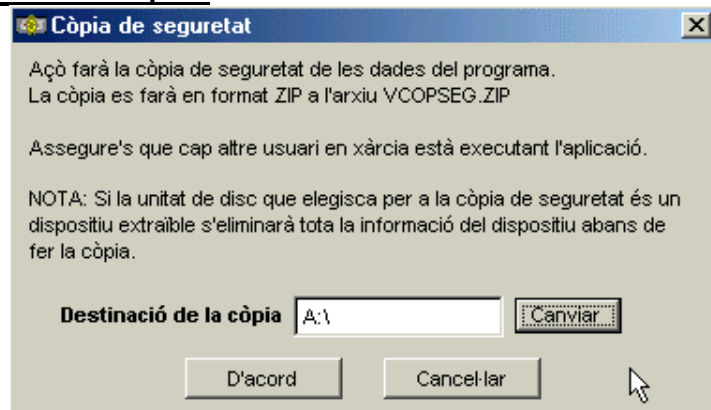 Còpia de seguretat
Açò farà la còpia de seguretat de les dades del programa.
La còpia es farà en format ZIP a l'arxiu VCOPSEG.ZIP
Assegure's que cap altre usuari en xàrcia està executant l'aplicació.
NOTA: Si la unitat de disc que elegisca per a la còpia de seguretat és un
dispositiu extraïble s'eliminarà tota la informació del dispositiu abans de
fer la còpia.
Destinació de la còpia A:\ Canviar
D'acord Cancel·lar